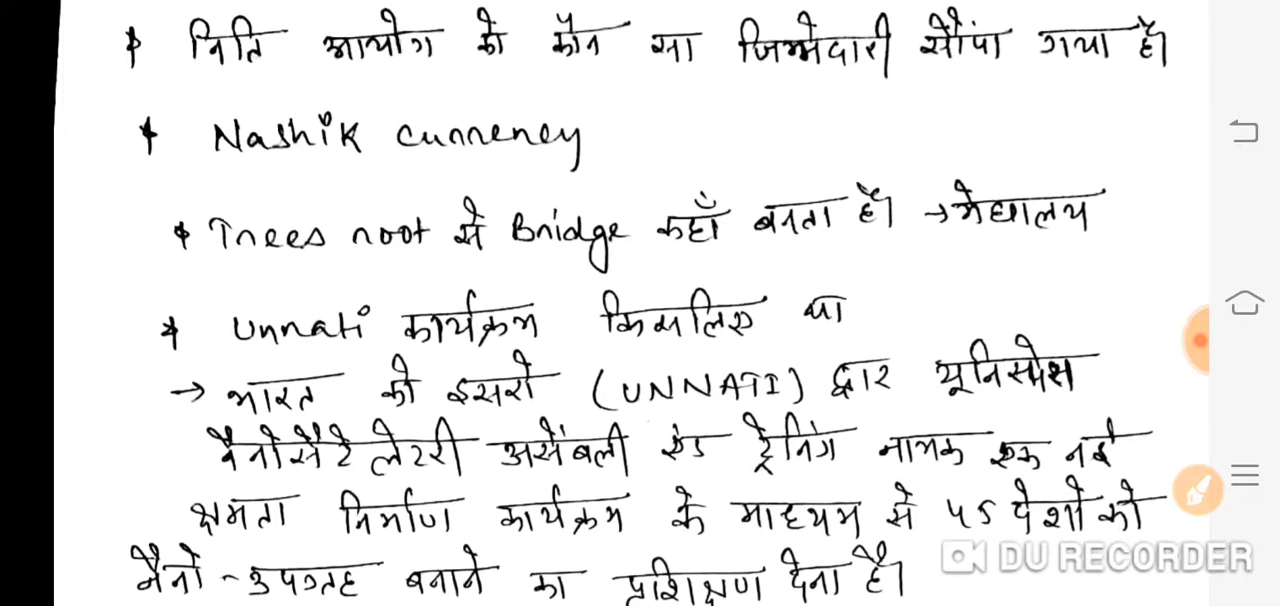 * निति आयोग को कौन सा जिम्मेदारी सौंपा गया है।
* Nashik currency
* Trees root से Bridge कहाँ बनता है। → मेघालय
* Unnati कार्यक्रम किसलिए था
→ भारत की इसरो (UNNATI) द्वार यूनिस्पेस
नैनोसैटेलेटरी असेंबली एंड ट्रेनिंग नामक एक नई
क्षमता निर्माण कार्यक्रम के माध्यम से 45 देशो को
नैनो-उपग्रह बनाने का प्रशिक्षण देना है।
DU RECORDER